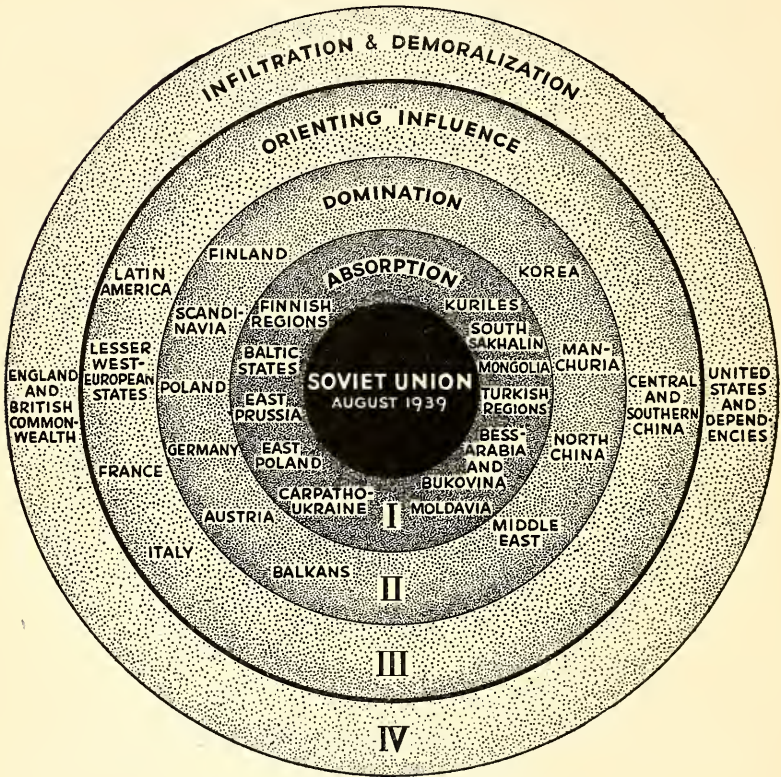 INFILTRATION & DEMORALIZATION
ORIENTING INFLUENCE
DOMINATION
ABSORPTION
SOVIET UNION
AUGUST 1939
FINNISH
REGIONS
BALTIC
STATES
EAST
PRUSSIA
EAST
POLAND
CARPATHO-
UKRAINE
KURILES
SOUTH
SAKHALIN
MONGOLIA
TURKISH
REGIONS
BESS-
ARABIA
AND
BUKOVINA
MOLDAVIA
I
FINLAND
SCANDI-
NAVIA
POLAND
GERMANY
AUSTRIA
BALKANS
KOREA
MAN-
CHURIA
NORTH
CHINA
MIDDLE
EAST
II
LATIN
AMERICA
LESSER
WEST-
EUROPEAN
STATES
FRANCE
ITALY
CENTRAL
AND
SOUTHERN
CHINA
III
ENGLAND
AND
BRITISH
COMMON-
WEALTH
UNITED
STATES
AND
DEPEND-
ENCIES
IV